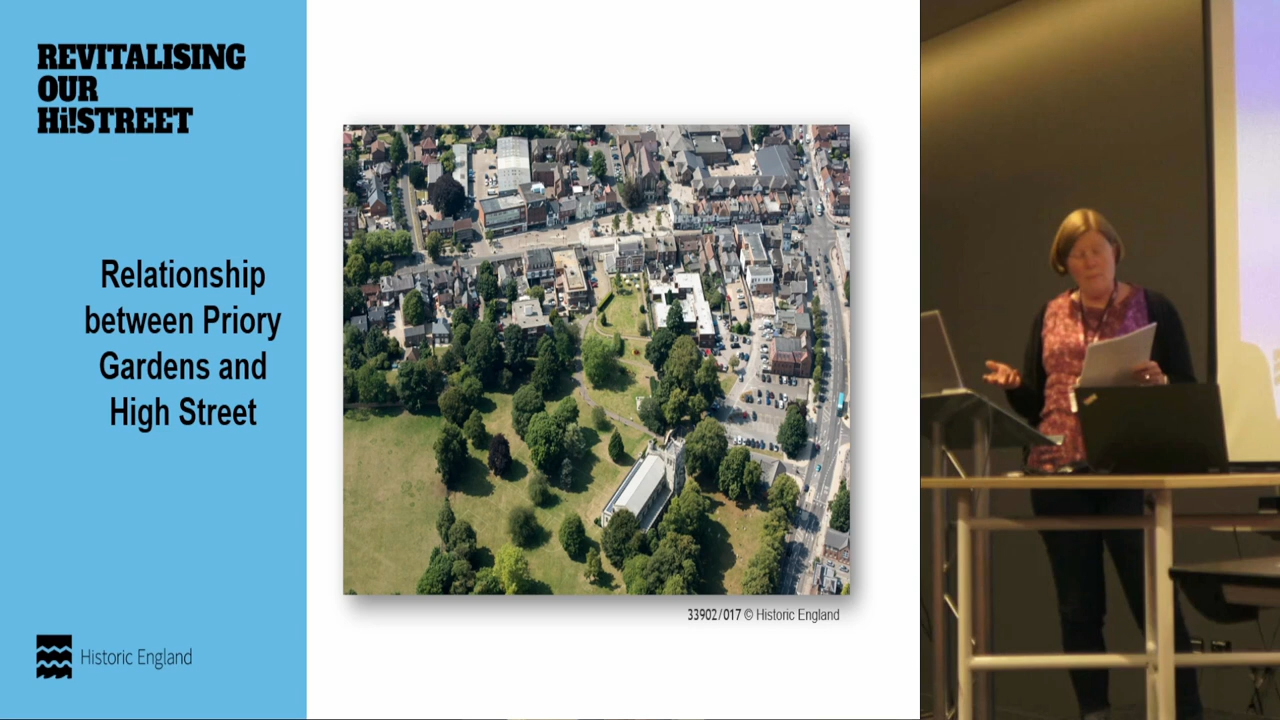 REVITALISING
OUR
Hi!STREET
Relationship
between Priory
Gardens and
High Street
33902/017 © Historic England
Historic England